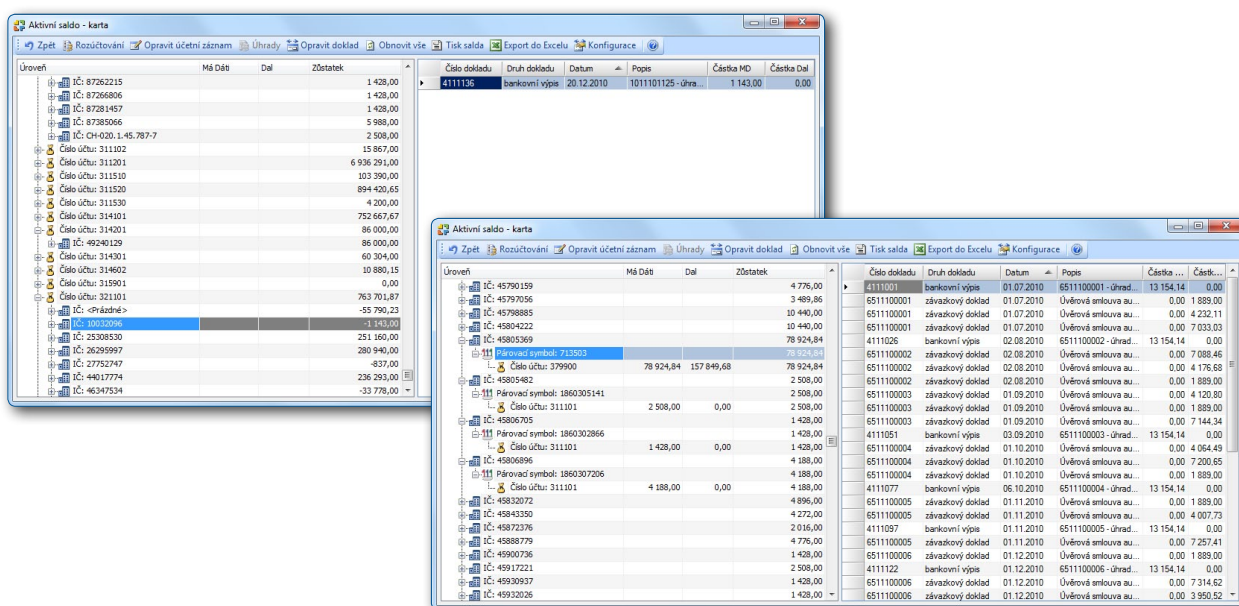 Aktivní saldo - karta
Zpět Rozúčtování Opravit účetní záznam Úhrady Opravit doklad Obnovit vše Tisk salda Export do Excelu Konfigurace
Úroveň Má Dáti Dal Zůstatek
IČ: 87262215 1 428,00
IČ: 87266806 1 428,00
IČ: 87281457 1 428,00
IČ: 87385066 5 988,00
IČ: CH-020.1.45.787-7 2 508,00
Číslo účtu: 311102 15 867,00
Číslo účtu: 311201 6 936 291,00
Číslo účtu: 311510 103 390,00
Číslo účtu: 311520 894 420,65
Číslo účtu: 311530 4 200,00
Číslo účtu: 314101 752 667,67
Číslo účtu: 314201 86 000,00
IČ: 49240129 86 000,00
Číslo účtu: 314301 60 304,00
Číslo účtu: 314602 10 880,15
Číslo účtu: 315901 0,00
Číslo účtu: 321101 763 701,87
IČ: <Prázdné> -55 790,23
IČ: 10032096 -1 143,00
IČ: 25308530 251 160,00
IČ: 26295997 280 940,00
IČ: 27752747 -837,00
IČ: 44017774 236 293,00
IČ: 46347534 -33 778,00
Číslo dokladu Druh dokladu Datum Popis Částka MD Částka Dal
4111136 bankovní výpis 20.12.2010 1011101125 - úhra... 1 143,00 0,00
Aktivní saldo - karta
Zpět Rozúčtování Opravit účetní záznam Úhrady Opravit doklad Obnovit vše Tisk salda Export do Excelu Konfigurace
Úroveň Má Dáti Dal Zůstatek
IČ: 45790159 4 776,00
IČ: 45797056 3 489,86
IČ: 45798885 10 440,00
IČ: 45804222 10 440,00
IČ: 45805369 78 924,84
Párovací symbol: 713503 78 924,84
Číslo účtu: 379900 78 924,84 157 849,68 78 924,84
IČ: 45805482 2 508,00
Párovací symbol: 1860305141 2 508,00
Číslo účtu: 311101 2 508,00 0,00 2 508,00
IČ: 45806705 1 428,00
Párovací symbol: 1860302866 1 428,00
Číslo účtu: 311101 1 428,00 0,00 1 428,00
IČ: 45806896 4 188,00
Párovací symbol: 1860307206 4 188,00
Číslo účtu: 311101 4 188,00 0,00 4 188,00
IČ: 45832072 4 896,00
IČ: 45843350 4 272,00
IČ: 45872376 2 016,00
IČ: 45888779 4 776,00
IČ: 45900736 1 428,00
IČ: 45917221 2 508,00
IČ: 45930937 1 428,00
IČ: 45932026 1 428,00
Číslo dokladu Druh dokladu Datum Popis Částka ... Částk...
4111001 bankovní výpis 01.07.2010 6511100001 - úhrad... 13 154,14 0,00
6511100001 závazkový doklad 01.07.2010 Úvěrová smlouva au... 0,00 1 889,00
6511100001 závazkový doklad 01.07.2010 Úvěrová smlouva au... 0,00 4 232,11
6511100001 závazkový doklad 01.07.2010 Úvěrová smlouva au... 0,00 7 033,03
4111026 bankovní výpis 02.08.2010 6511100002 - úhrad... 13 154,14 0,00
6511100002 závazkový doklad 02.08.2010 Úvěrová smlouva au... 0,00 7 088,46
6511100002 závazkový doklad 02.08.2010 Úvěrová smlouva au... 0,00 4 176,68
6511100002 závazkový doklad 02.08.2010 Úvěrová smlouva au... 0,00 1 889,00
6511100003 závazkový doklad 01.09.2010 Úvěrová smlouva au... 0,00 4 120,80
6511100003 závazkový doklad 01.09.2010 Úvěrová smlouva au... 0,00 1 889,00
6511100003 závazkový doklad 01.09.2010 Úvěrová smlouva au... 0,00 7 144,34
4111051 bankovní výpis 03.09.2010 6511100003 - úhrad... 13 154,14 0,00
6511100004 závazkový doklad 01.10.2010 Úvěrová smlouva au... 0,00 4 064,49
6511100004 závazkový doklad 01.10.2010 Úvěrová smlouva au... 0,00 7 200,65
6511100004 závazkový doklad 01.10.2010 Úvěrová smlouva au... 0,00 1 889,00
4111077 bankovní výpis 06.10.2010 6511100004 - úhrad... 13 154,14 0,00
6511100005 závazkový doklad 01.11.2010 Úvěrová smlouva au... 0,00 1 889,00
6511100005 závazkový doklad 01.11.2010 Úvěrová smlouva au... 0,00 4 007,73
4111097 bankovní výpis 01.11.2010 6511100005 - úhrad... 13 154,14 0,00
6511100005 závazkový doklad 01.11.2010 Úvěrová smlouva au... 0,00 7 257,41
6511100006 závazkový doklad 01.12.2010 Úvěrová smlouva au... 0,00 1 889,00
4111122 bankovní výpis 01.12.2010 6511100006 - úhrad... 13 154,14 0,00
6511100006 závazkový doklad 01.12.2010 Úvěrová smlouva au... 0,00 7 314,62
6511100006 závazkový doklad 01.12.2010 Úvěrová smlouva au... 0,00 3 950,52